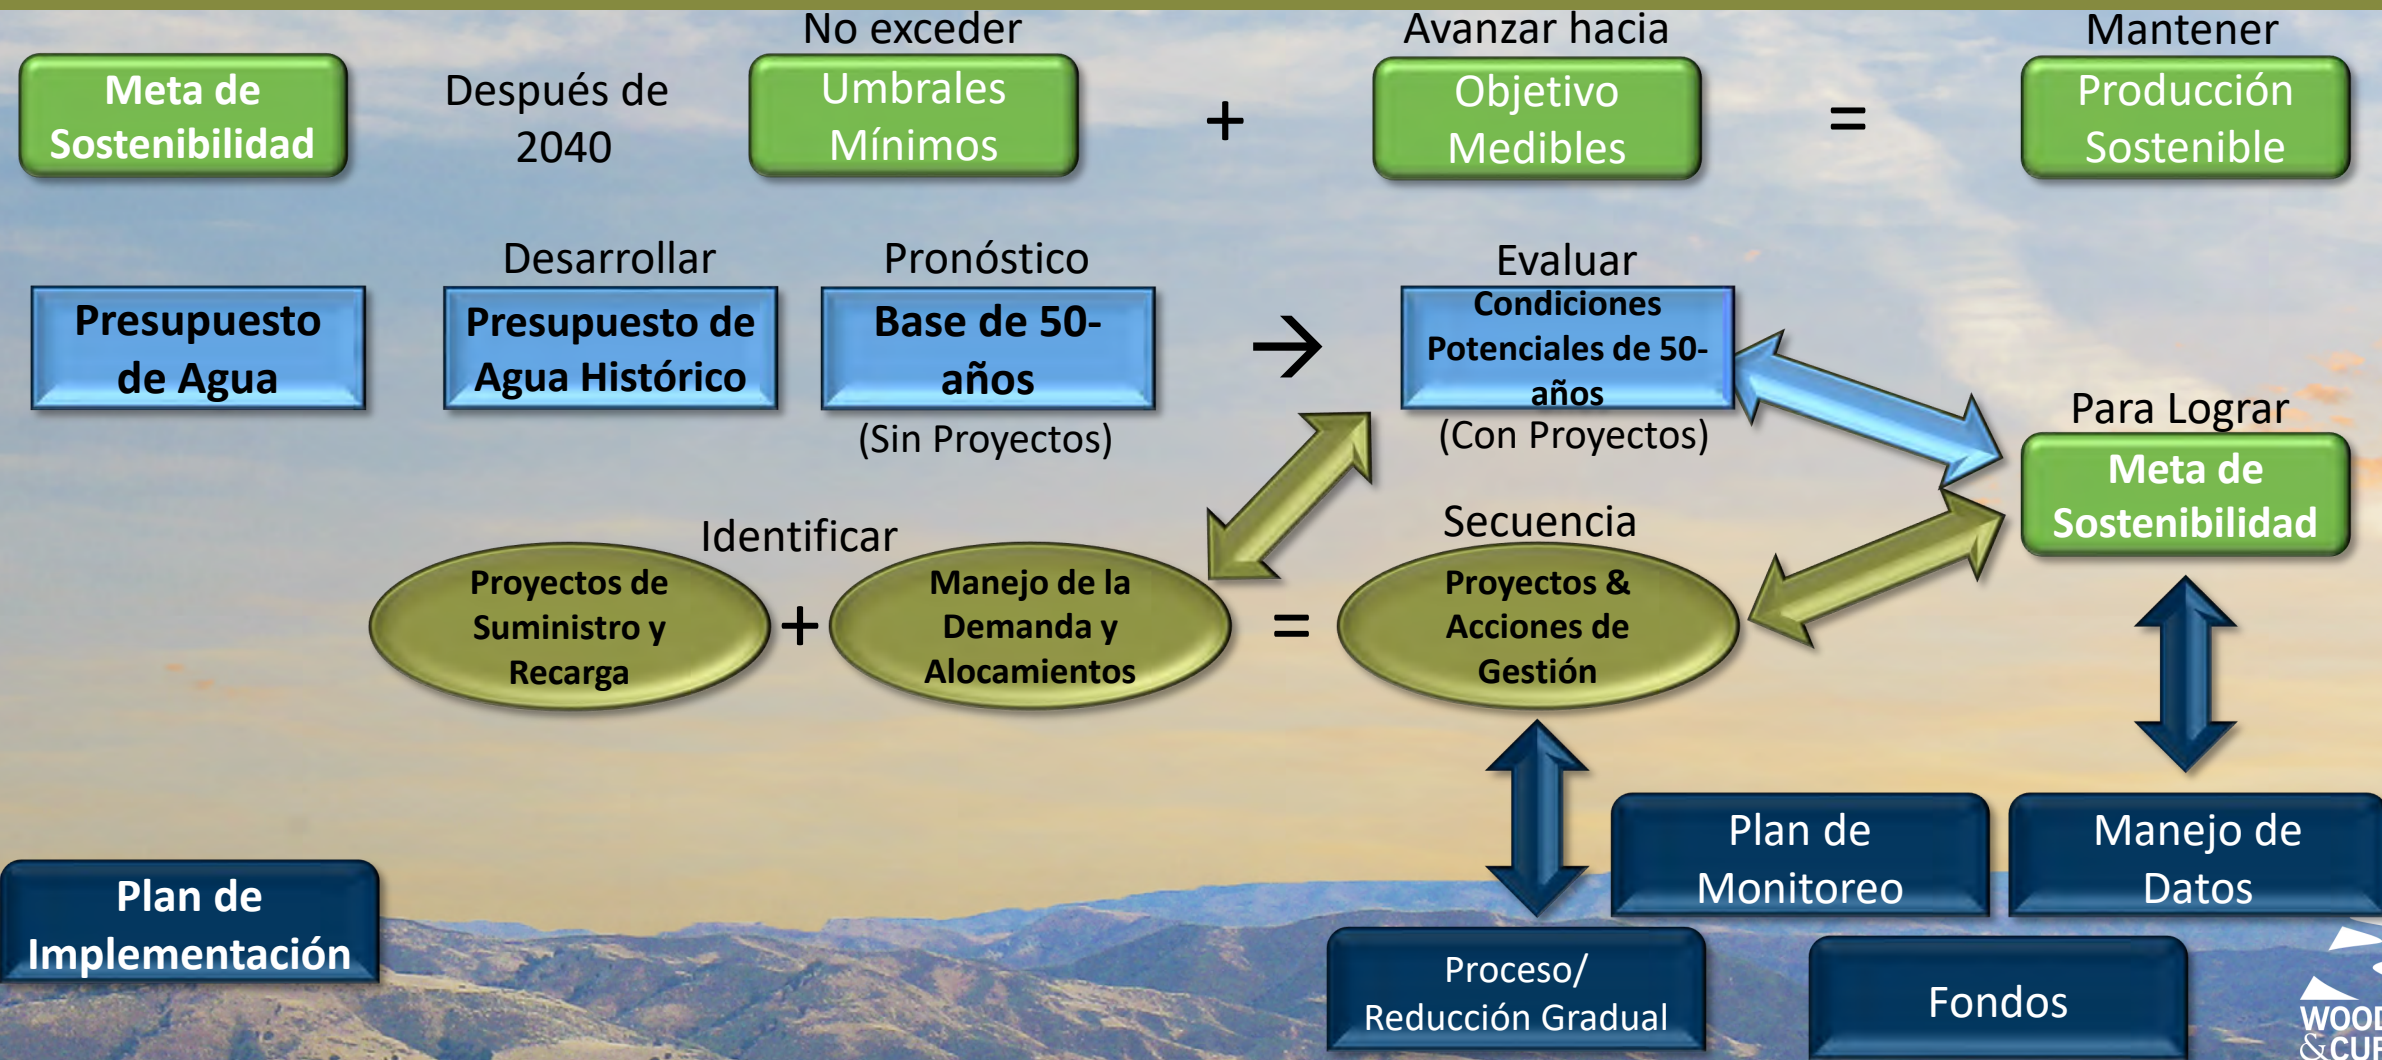 No exceder
Avanzar hacia
Mantener
Meta de
Sostenibilidad
Después de
2040
Umbrales
Mínimos
+
Objetivo
Medibles
=
Producción
Sostenible
Desarrollar
Pronóstico
Evaluar
Presupuesto
de Agua
Presupuesto de
Agua Histórico
Base de 50-
años
(Sin Proyectos)
→
Condiciones
Potenciales de 50-
años
(Con Proyectos)
Para Lograr
Meta de
Sostenibilidad
Identificar
Secuencia
Proyectos de
Suministro y
Recarga
+
Manejo de la
Demanda y
Alocamientos
=
Proyectos &
Acciones de
Gestión
Plan de
Implementación
Plan de
Monitoreo
Manejo de
Datos
Proceso/
Reducción Gradual
Fondos